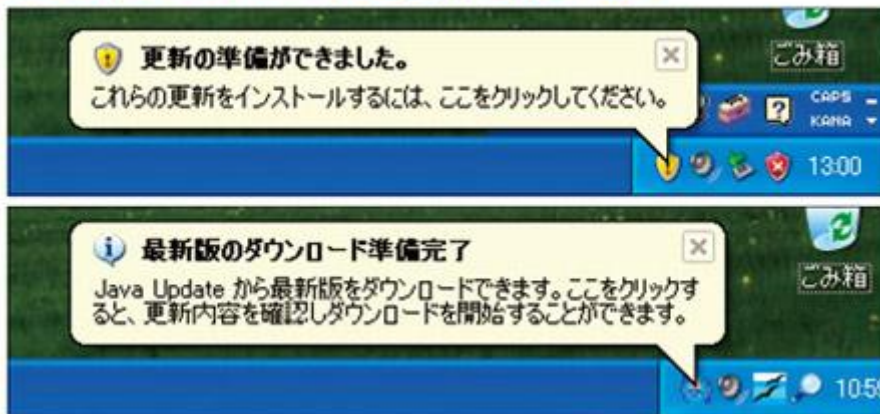 更新の準備ができました。
これらの更新をインストールするには、ここをクリックしてください。
ごみ箱
CAPS
KANA
13:00
最新版のダウンロード準備完了
Java Update から最新版をダウンロードできます。ここをクリックす
ると、更新内容を確認しダウンロードを開始することができます。
ごみ箱
10:59